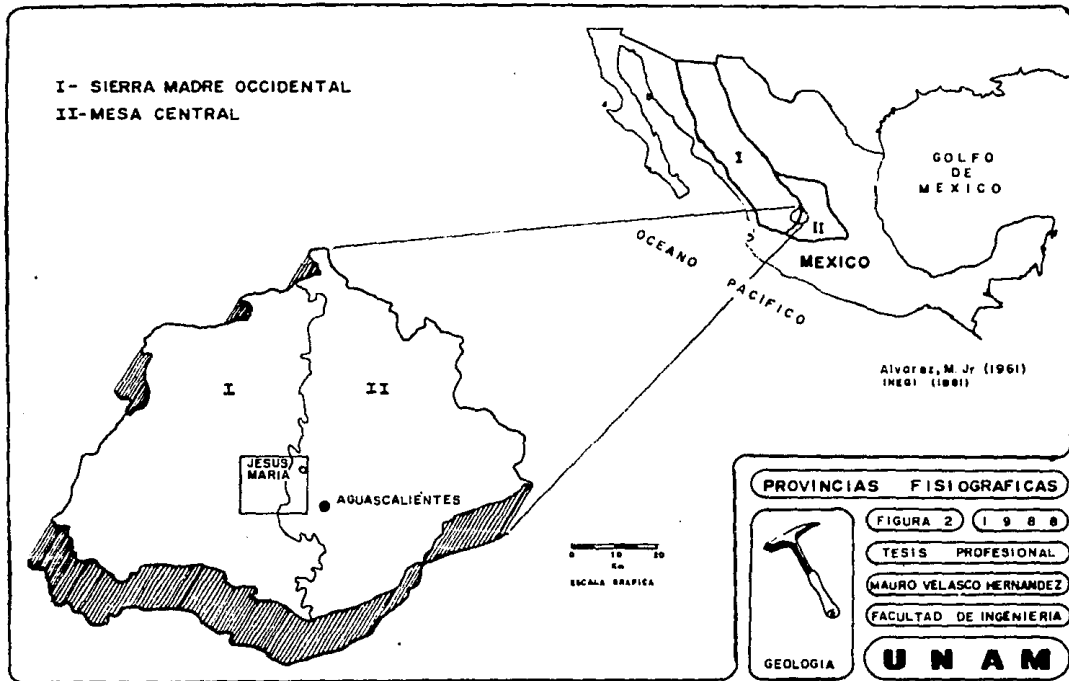 I- SIERRA MADRE OCCIDENTAL
II-MESA CENTRAL
I
II
GOLFO
DE
MEXICO
MEXICO
OCEANO PACIFICO
Alvarez, M. Jr (1961)
INEGI (1981)
I
II
JESUS
MARIA
AGUASCALIENTES
0 10 20
Km
ESCALA GRAFICA
PROVINCIAS FISIOGRAFICAS
FIGURA 2
1988
TESIS PROFESIONAL
MAURO VELASCO HERNANDEZ
FACULTAD DE INGENIERIA
GEOLOGIA
UNAM